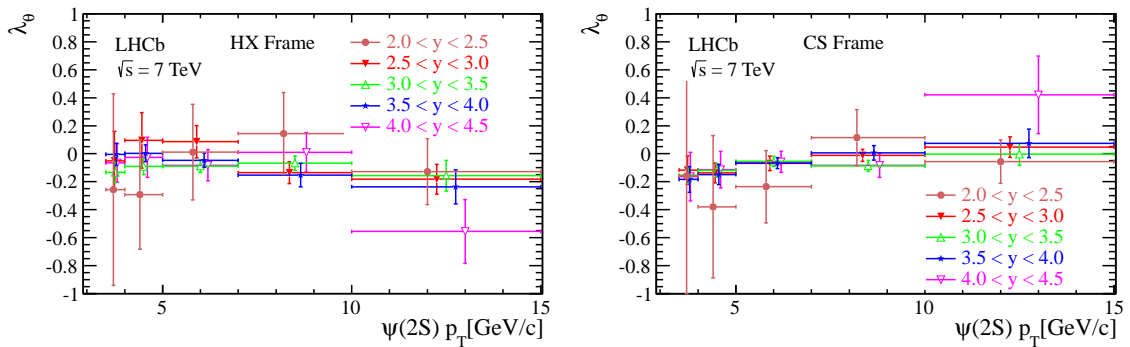 λθ
1
0.8
0.6
0.4
0.2
0
-0.2
-0.4
-0.6
-0.8
-1
LHCb
√s = 7 TeV
HX Frame
2.0 < y < 2.5
2.5 < y < 3.0
3.0 < y < 3.5
3.5 < y < 4.0
4.0 < y < 4.5
5
10
15
ψ(2S) pT[GeV/c]
λθ
1
0.8
0.6
0.4
0.2
0
-0.2
-0.4
-0.6
-0.8
-1
LHCb
√s = 7 TeV
CS Frame
2.0 < y < 2.5
2.5 < y < 3.0
3.0 < y < 3.5
3.5 < y < 4.0
4.0 < y < 4.5
5
10
15
ψ(2S) pT[GeV/c]